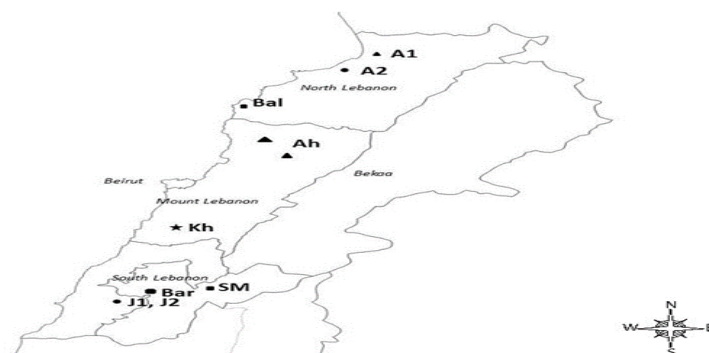 A1
A2
North Lebanon
Bal
Ah
Bekaa
Beirut
Mount Lebanon
Kh
South Lebanon
SM
Bar
J1, J2
N
W E
S